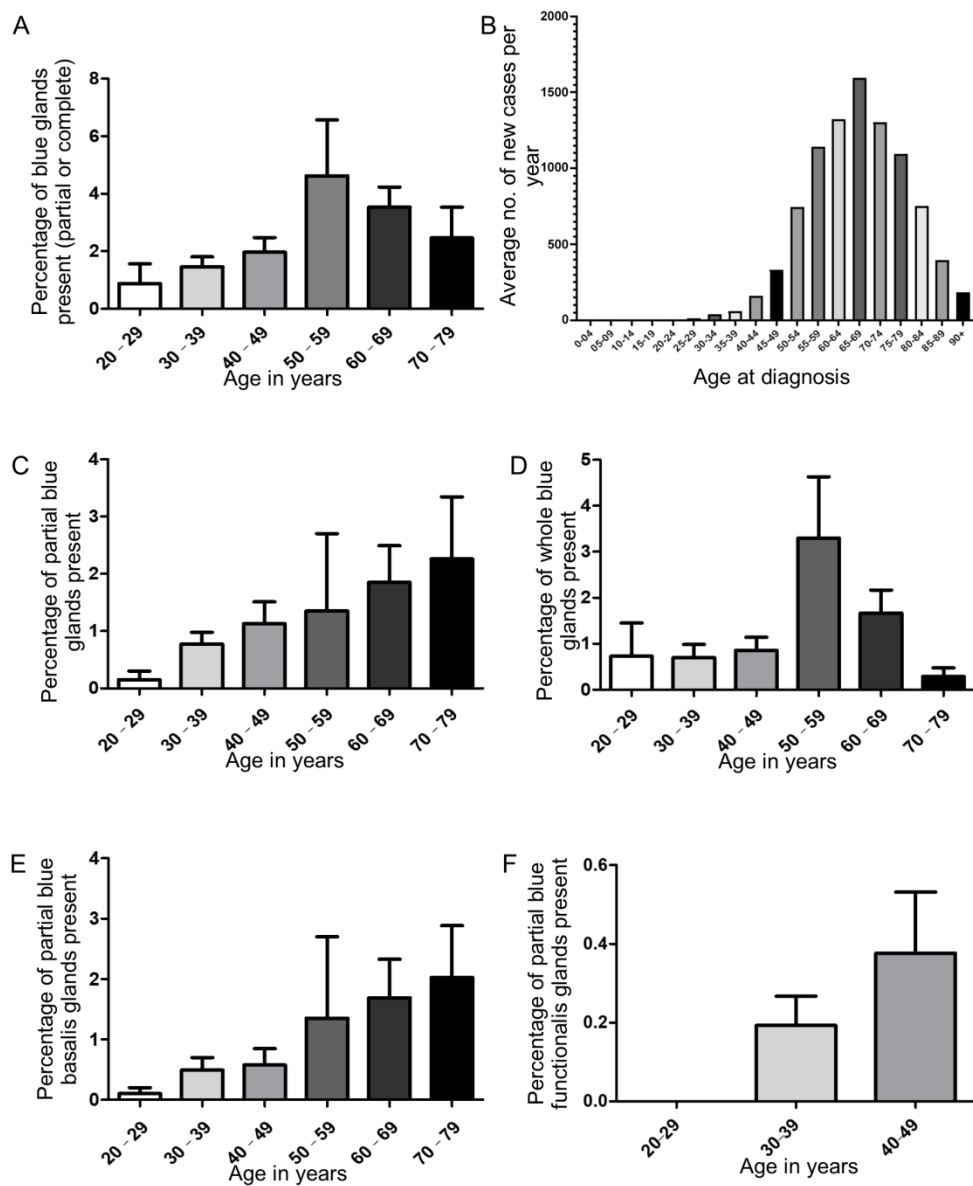 A
Percentage of blue glands
present (partial or complete)
8
6
4
2
0
20 – 29
30 – 39
40 – 49
50 – 59
60 – 69
70 – 79
Age in years
B
Average no. of new cases per
year
2000
1500
1000
500
0
0-04
05-09
10-14
15-19
20-24
25-29
30-34
35-39
40-44
45-49
50-54
55-59
60-64
65-69
70-74
75-79
80-84
85-89
90+
Age at diagnosis
C
Percentage of partial blue
glands present
4
3
2
1
0
20 – 29
30 – 39
40 – 49
50 – 59
60 – 69
70 – 79
Age in years
D
Percentage of whole blue
glands present
5
4
3
2
1
0
20 – 29
30 – 39
40 – 49
50 – 59
60 – 69
70 – 79
Age in years
E
Percentage of partial blue
basalis glands present
4
3
2
1
0
20 – 29
30 – 39
40 – 49
50 – 59
60 – 69
70 – 79
Age in years
F
Percentage of partial blue
functionalis glands present
0.6
0.4
0.2
0.0
20-29
30-39
40-49
Age in years